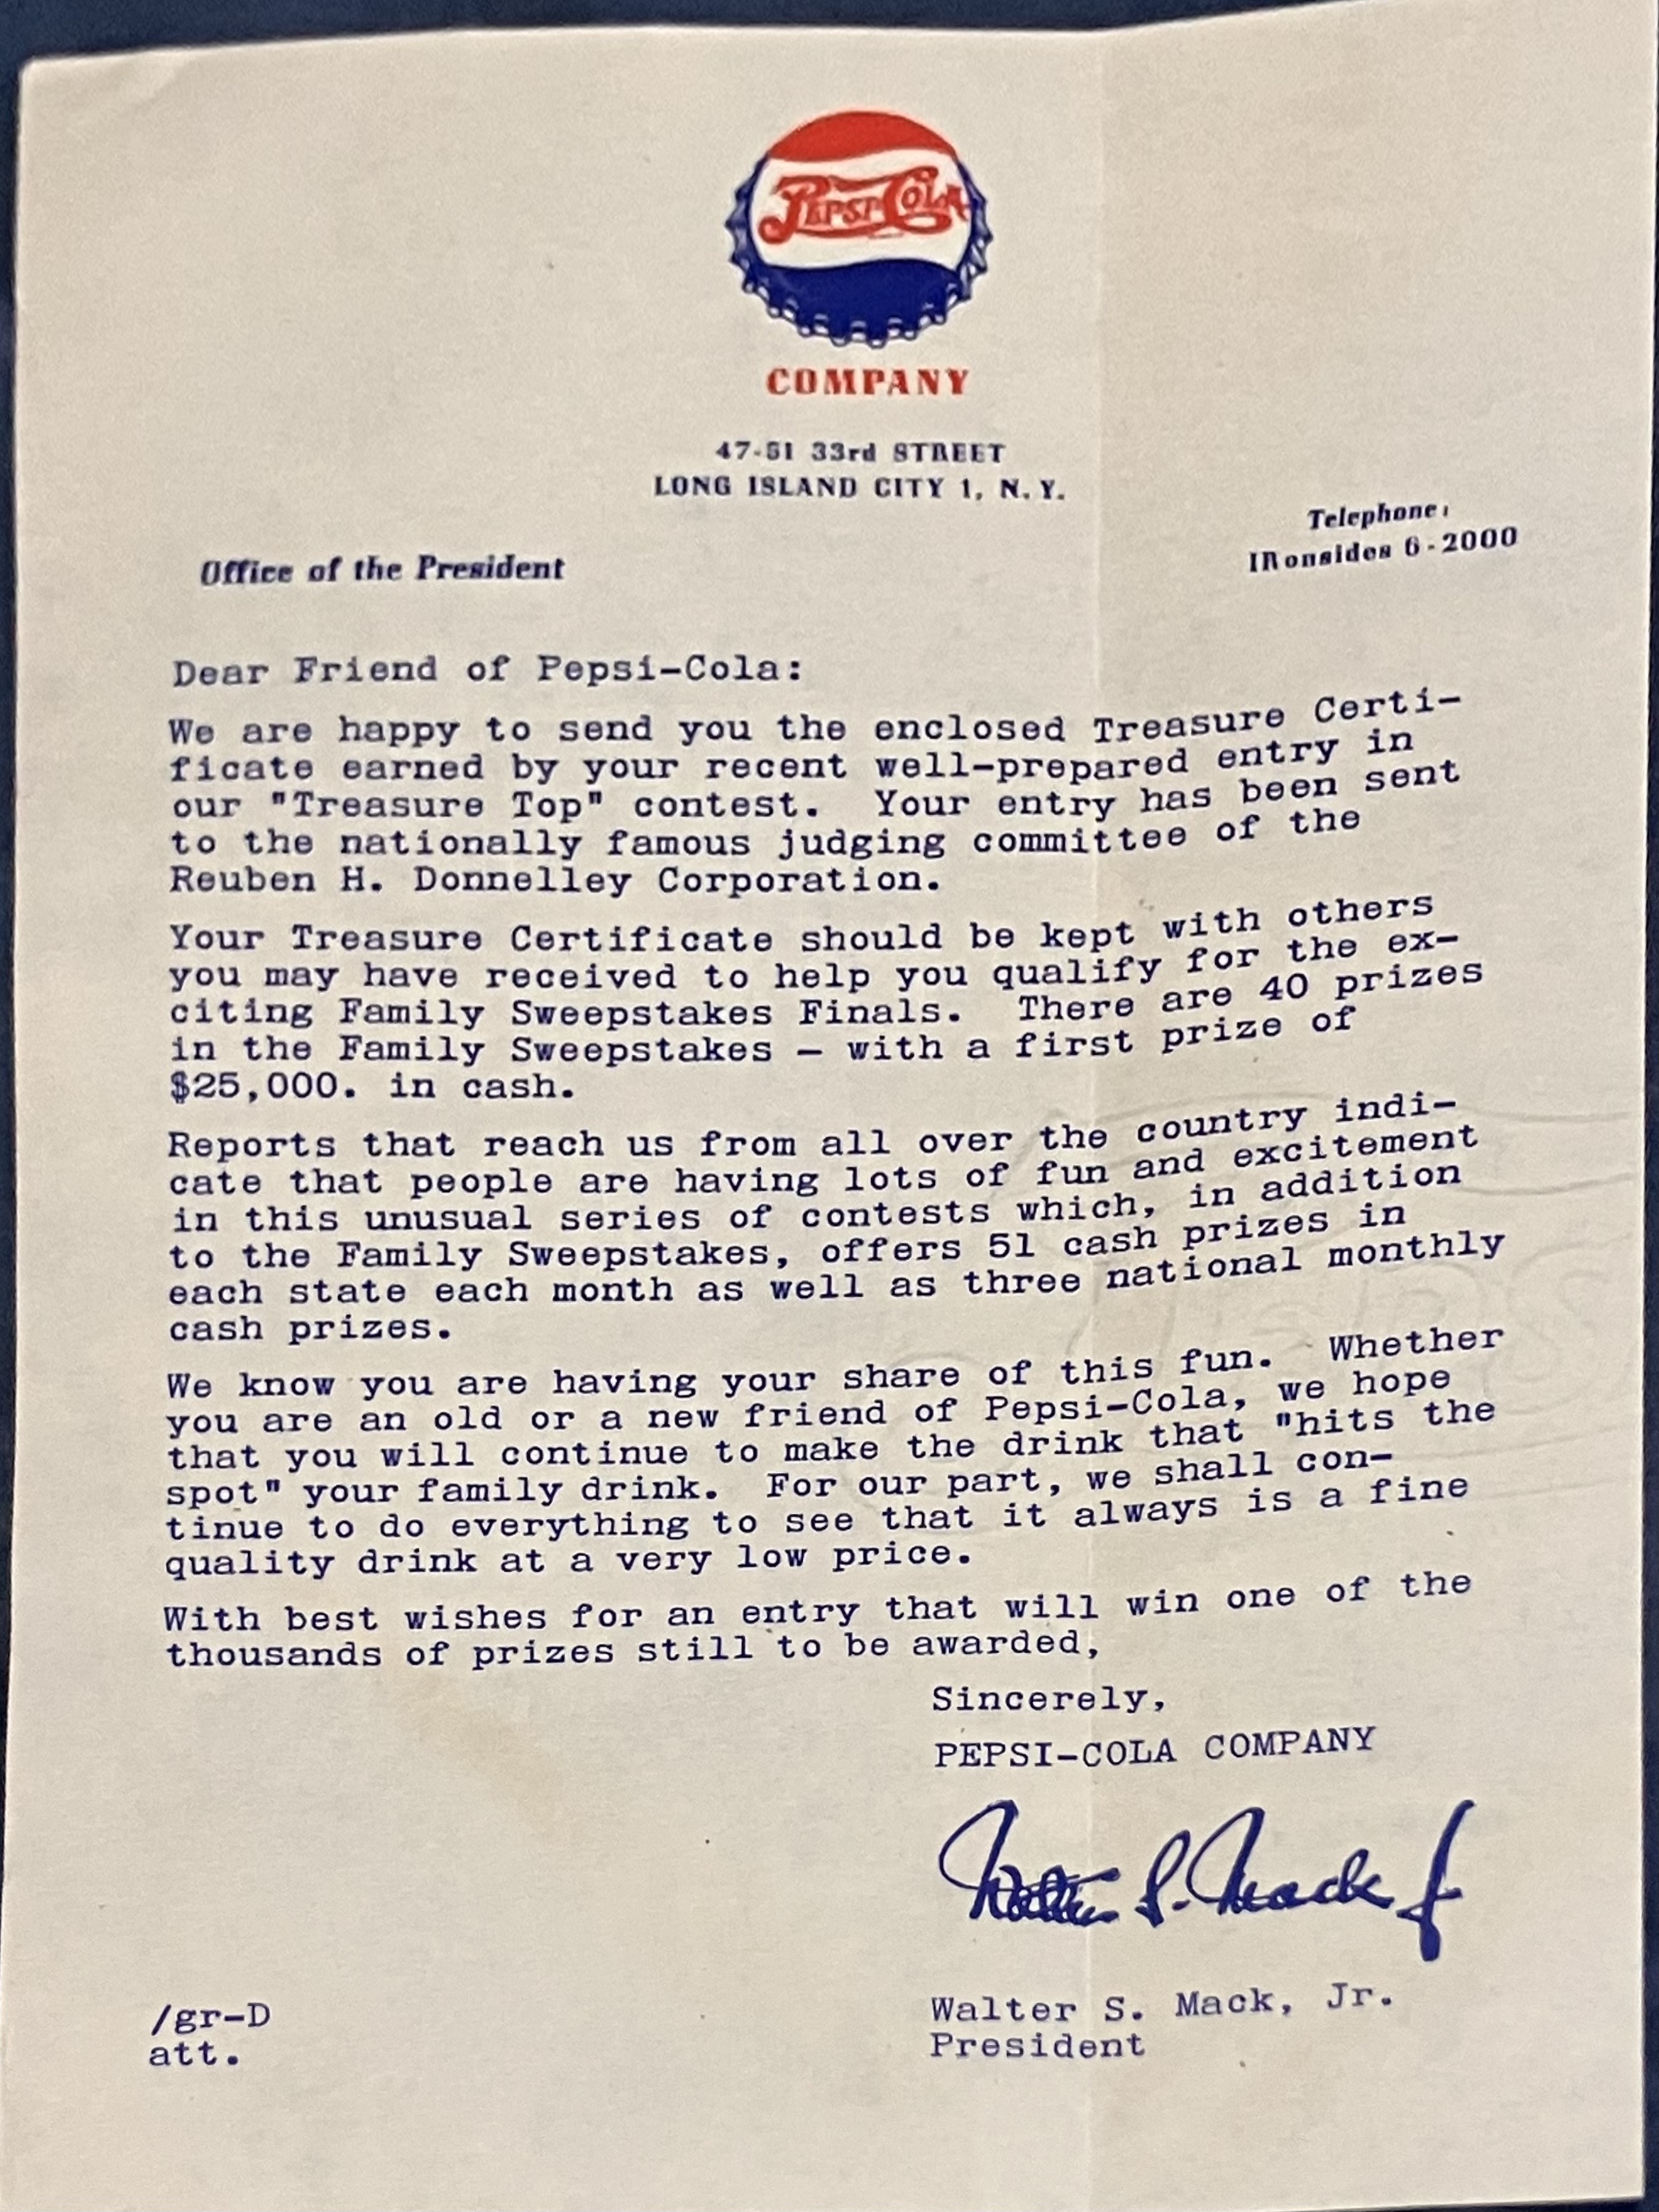 PEPSI-COLA
COMPANY
47-51 33rd STREET
LONG ISLAND CITY 1, N.Y.
Telephone:
IRonsides 6-2000
Office of the President
Dear Friend of Pepsi-Cola:
We are happy to send you the enclosed Treasure Certi-
ficate earned by your recent well-prepared entry in
our "Treasure Top" contest. Your entry has been sent
to the nationally famous judging committee of the
Reuben H. Donnelley Corporation.
Your Treasure Certificate should be kept with others
you may have received to help you qualify for the ex-
citing Family Sweepstakes Finals. There are 40 prizes
in the Family Sweepstakes — with a first prize of
$25,000. in cash.
Reports that reach us from all over the country indi-
cate that people are having lots of fun and excitement
in this unusual series of contests which, in addition
to the Family Sweepstakes, offers 51 cash prizes in
each state each month as well as three national monthly
cash prizes.
We know you are having your share of this fun. Whether
you are an old or a new friend of Pepsi-Cola, we hope
that you will continue to make the drink that "hits the
spot" your family drink. For our part, we shall con-
tinue to do everything to see that it always is a fine
quality drink at a very low price.
With best wishes for an entry that will win one of the
thousands of prizes still to be awarded,
Sincerely,
PEPSI-COLA COMPANY
Walter S. Mack Jr
Walter S. Mack, Jr.
President
/gr-D
att.